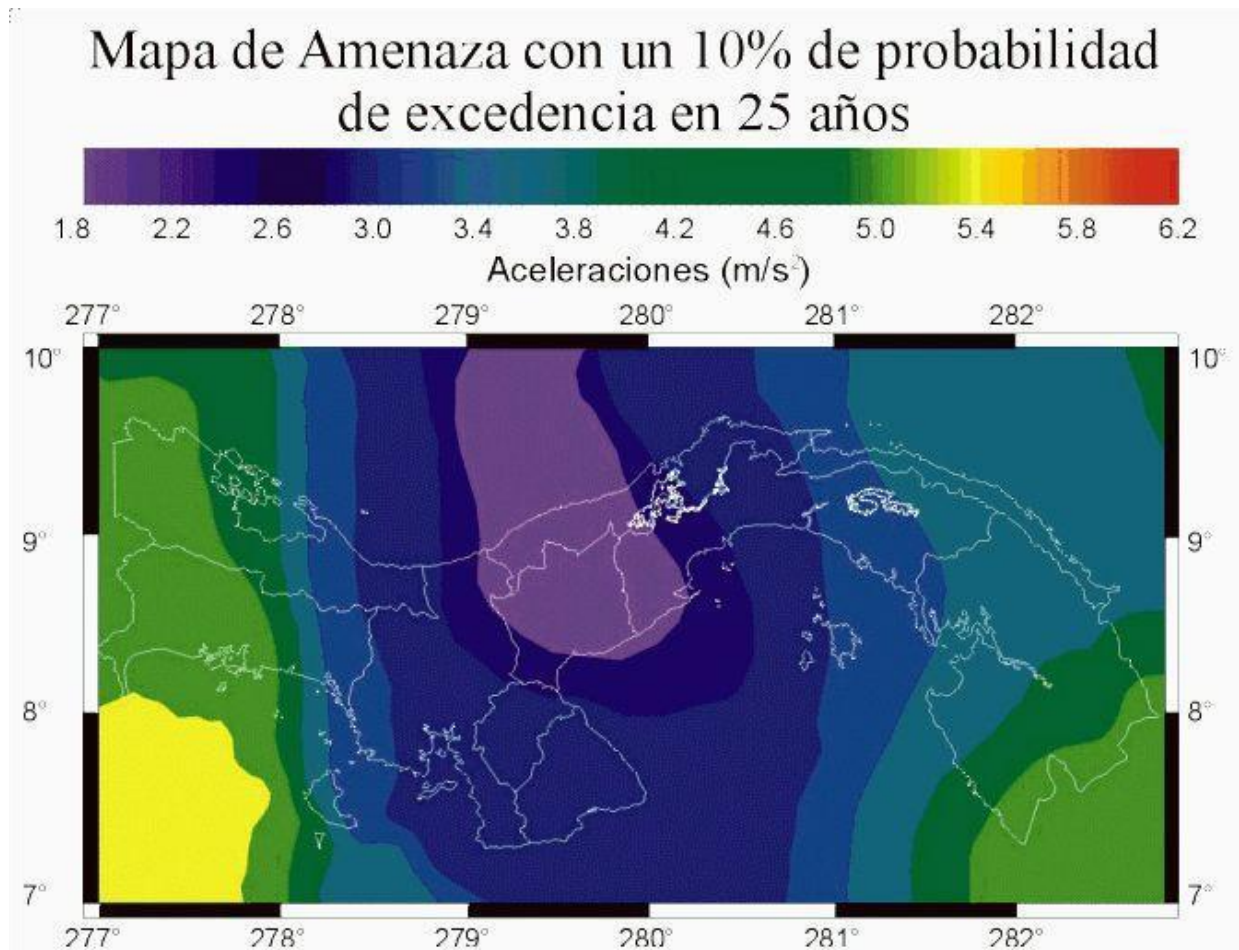 Mapa de Amenaza con un 10% de probabilidad
de excedencia en 25 años
1.8 2.2 2.6 3.0 3.4 3.8 4.2 4.6 5.0 5.4 5.8 6.2
Aceleraciones (m/s²)
277° 278° 279° 280° 281° 282°
10° 10°
9° 9°
8° 8°
7° 7°
277° 278° 279° 280° 281° 282°